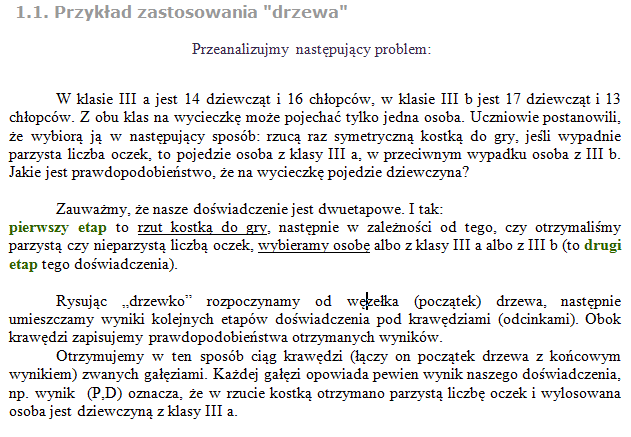 1.1. Przykład zastosowania "drzewa"
Przeanalizujmy następujący problem:
W klasie III a jest 14 dziewcząt i 16 chłopców, w klasie III b jest 17 dziewcząt i 13
chłopców. Z obu klas na wycieczkę może pojechać tylko jedna osoba. Uczniowie postanowili,
że wybiorą ją w następujący sposób: rzucą raz symetryczną kostką do gry, jeśli wypadnie
parzysta liczba oczek, to pojedzie osoba z klasy III a, w przeciwnym wypadku osoba z III b.
Jakie jest prawdopodobieństwo, że na wycieczkę pojedzie dziewczyna?
Zauważmy, że nasze doświadczenie jest dwuetapowe. I tak:
pierwszy etap to rzut kostką do gry, następnie w zależności od tego, czy otrzymaliśmy
parzystą czy nieparzystą liczbą oczek, wybieramy osobę albo z klasy III a albo z III b (to drugi
etap tego doświadczenia).
Rysując „drzewko” rozpoczynamy od węzełka (początek) drzewa, następnie
umieszczamy wyniki kolejnych etapów doświadczenia pod krawędziami (odcinkami). Obok
krawędzi zapisujemy prawdopodobieństwa otrzymanych wyników.
Otrzymujemy w ten sposób ciąg krawędzi (łączy on początek drzewa z końcowym
wynikiem) zwanych gałęziami. Każdej gałęzi opowiada pewien wynik naszego doświadczenia,
np. wynik (P,D) oznacza, że w rzucie kostką otrzymano parzystą liczbę oczek i wylosowana
osoba jest dziewczyną z klasy III a.